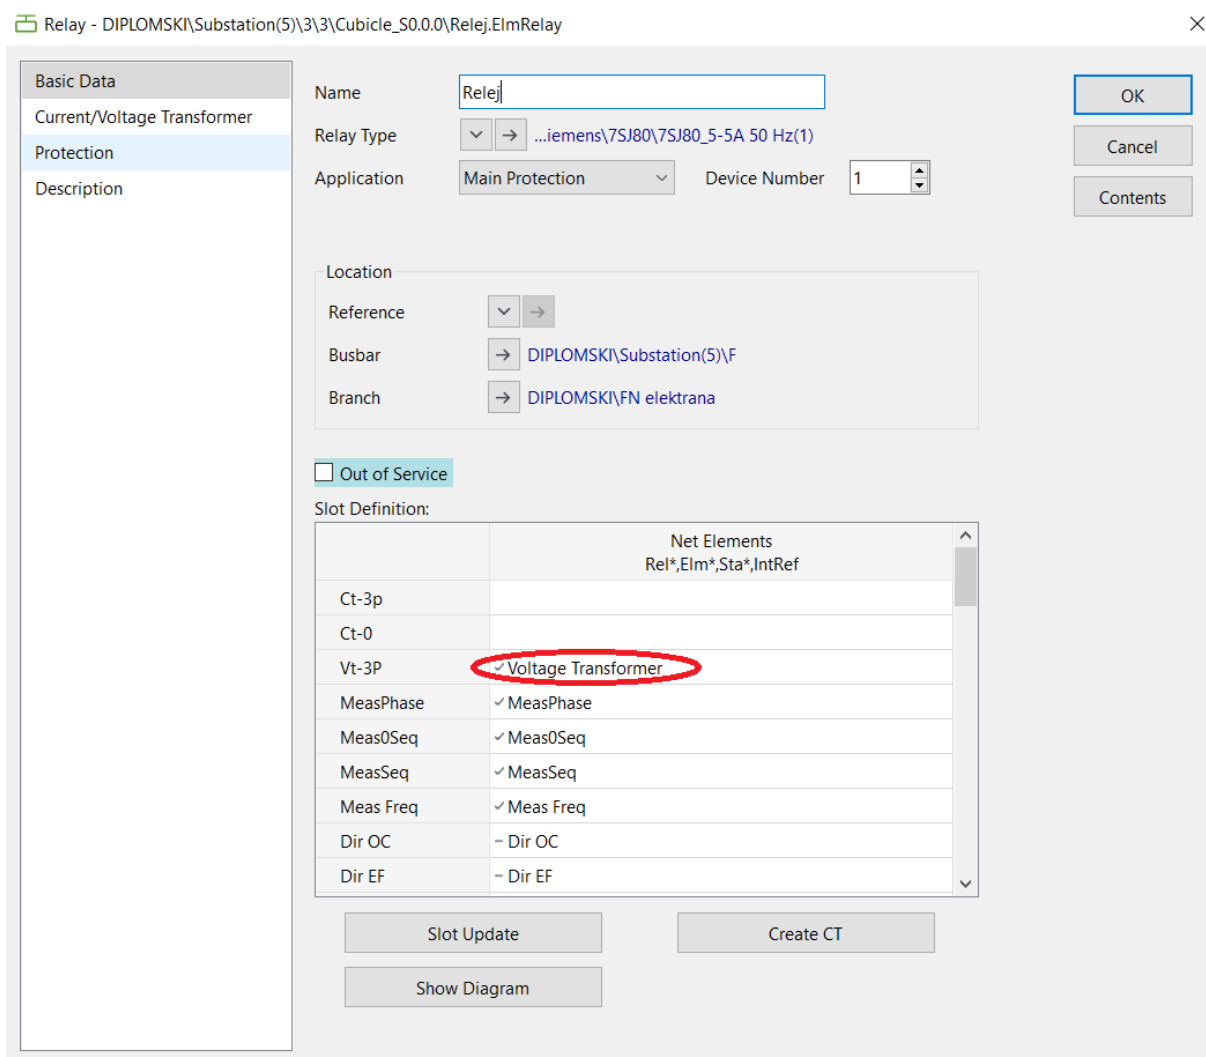 Relay - DIPLOMSKI\Substation(5)\3\3\Cubicle_S0.0.0\Relej.ElmRelay
Basic Data
Current/Voltage Transformer
Protection
Description
Name Relej
Relay Type ...iemens\7SJ80\7SJ80_5-5A 50 Hz(1)
Application Main Protection Device Number 1
OK
Cancel
Contents
Location
Reference
Busbar DIPLOMSKI\Substation(5)\F
Branch DIPLOMSKI\FN elektrana
Out of Service
Slot Definition:
Net Elements
Rel*,Elm*,Sta*,IntRef
Ct-3p
Ct-0
Vt-3P Voltage Transformer
MeasPhase MeasPhase
Meas0Seq Meas0Seq
MeasSeq MeasSeq
Meas Freq Meas Freq
Dir OC Dir OC
Dir EF Dir EF
Slot Update Create CT
Show Diagram